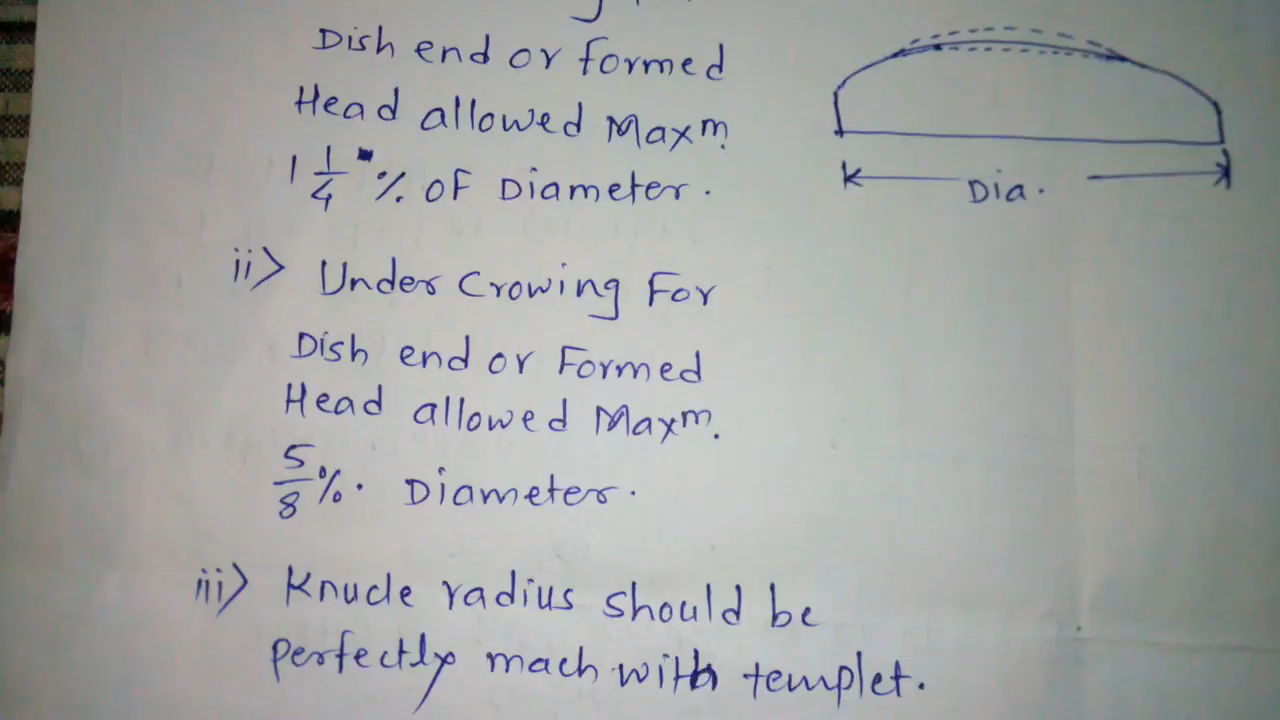 Dish end or formed
Head allowed Maxm.
1 1/4 % OF Diameter.
Dia.
ii> Under Crowing For
Dish end or Formed
Head allowed Maxm.
5/8 %. Diameter.
iii> Knucle radius should be
perfectly mach with templet.